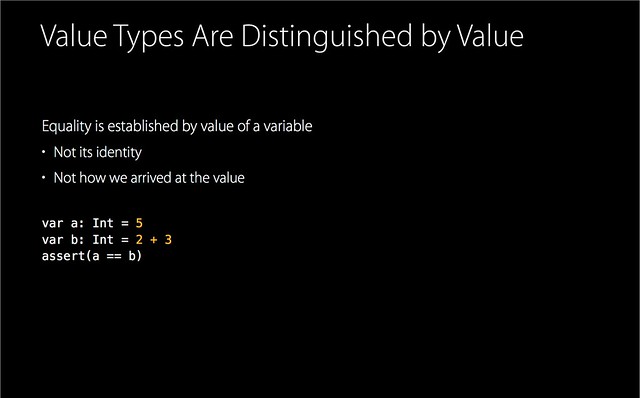 Value Types Are Distinguished by Value
Equality is established by value of a variable
• Not its identity
• Not how we arrived at the value
var a: Int = 5
var b: Int = 2 + 3
assert(a == b)